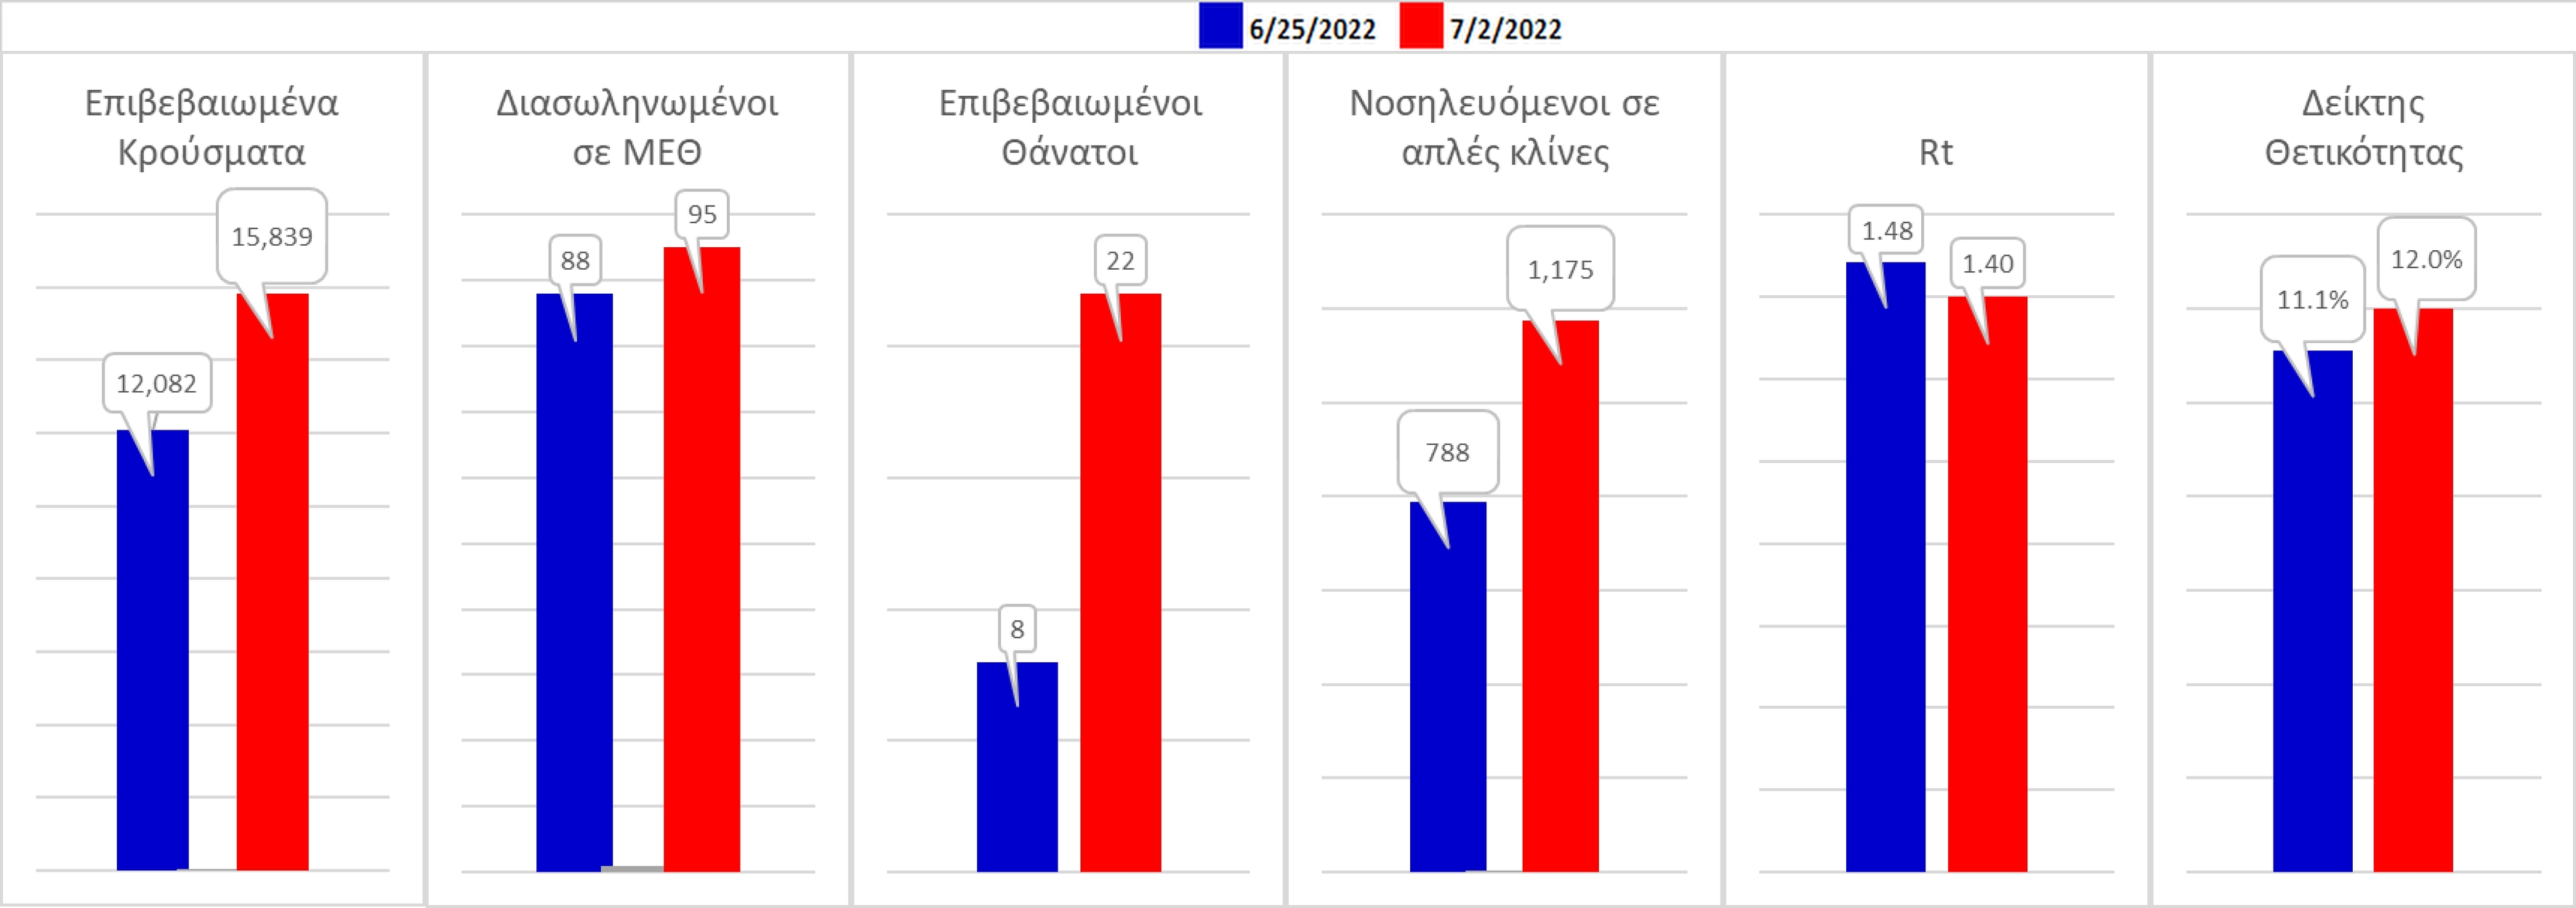 6/25/2022 7/2/2022
Επιβεβαιωμένα
Κρούσματα
15,839
12,082
Διασωληνωμένοι
σε ΜΕΘ
95
88
Επιβεβαιωμένοι
Θάνατοι
22
8
Νοσηλευόμενοι σε
απλές κλίνες
1,175
788
Rt
1.48
1.40
Δείκτης
Θετικότητας
12.0%
11.1%